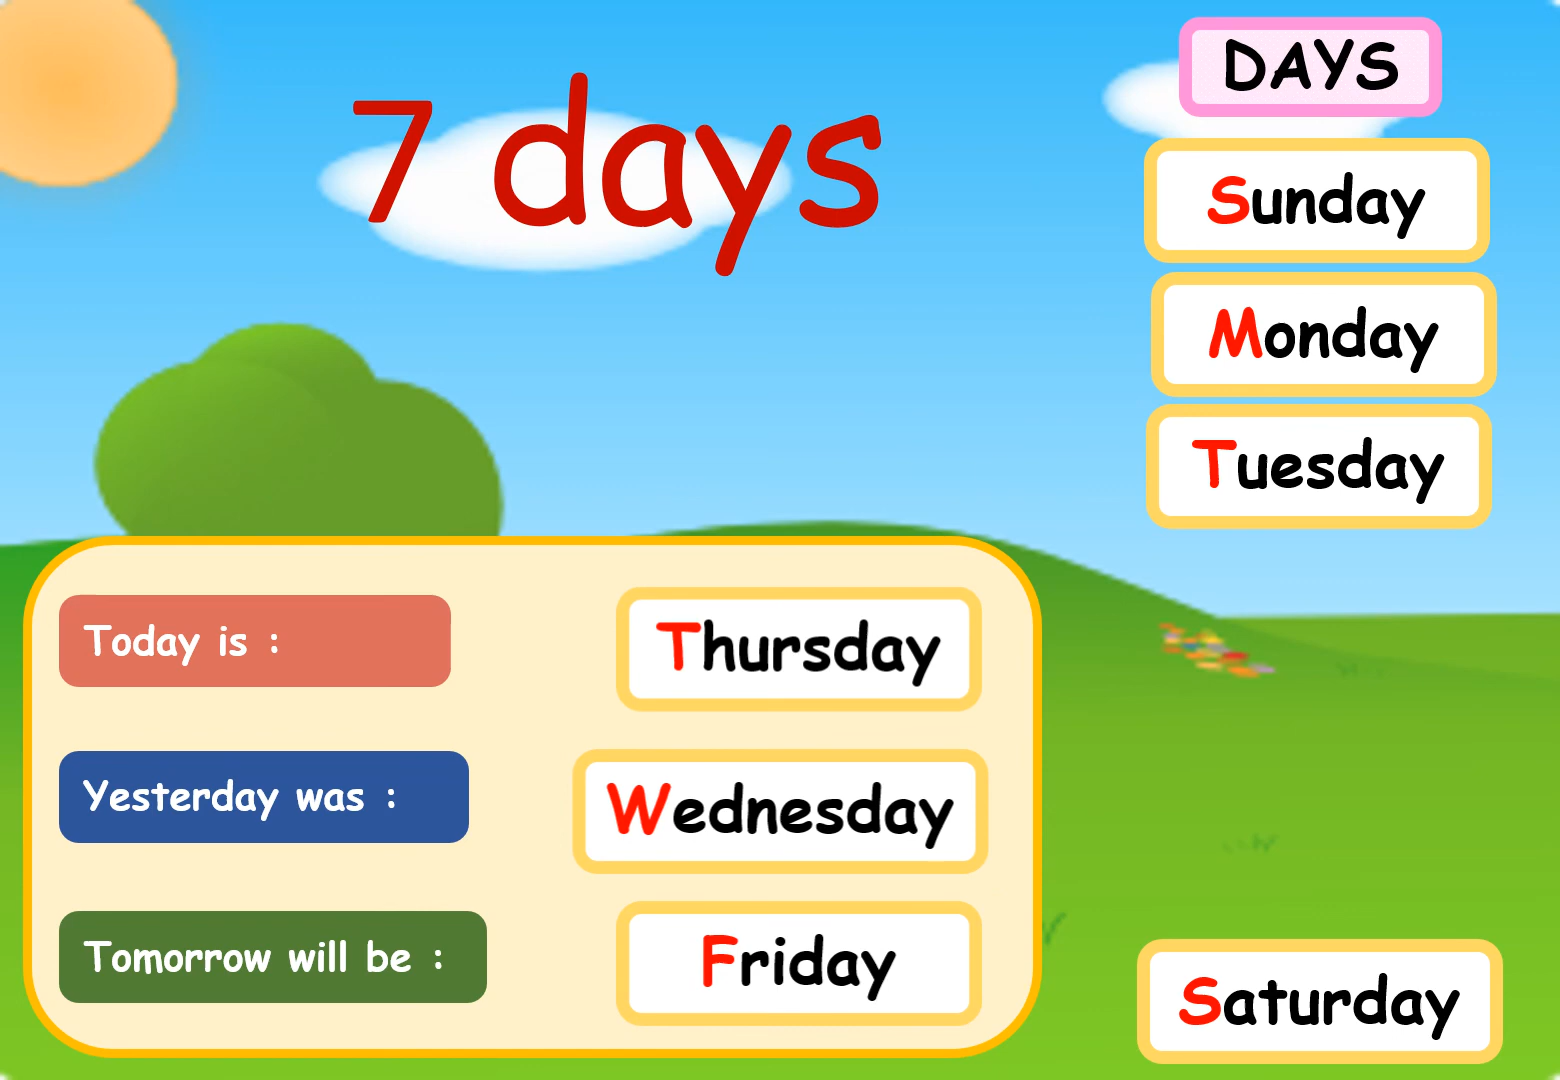 7 days
DAYS
Sunday
Monday
Tuesday
Today is :
Thursday
Yesterday was :
Wednesday
Tomorrow will be :
Friday
Saturday